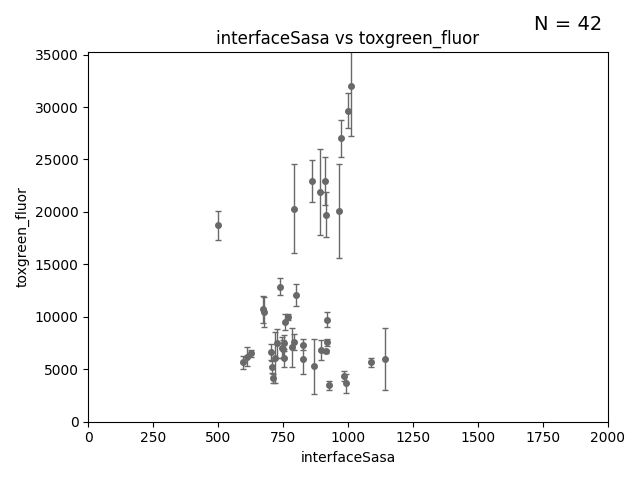 N = 42
interfaceSasa vs toxgreen_fluor
toxgreen_fluor
35000
30000
25000
20000
15000
10000
5000
0
0 250 500 750 1000 1250 1500 1750 2000
interfaceSasa